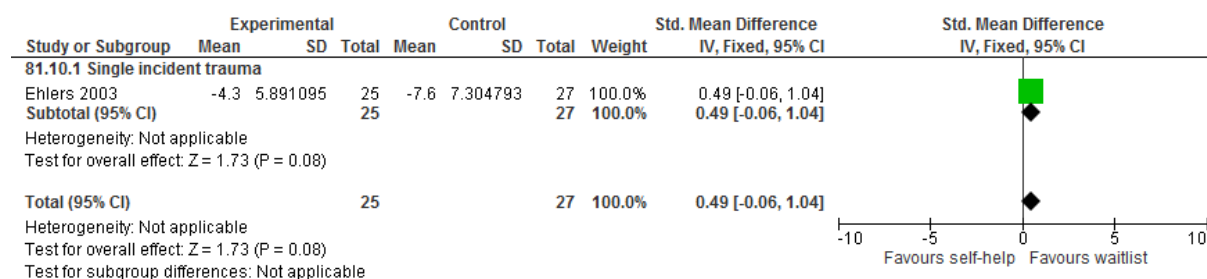 Experimental Control Std. Mean Difference Std. Mean Difference
Study or Subgroup Mean SD Total Mean SD Total Weight IV, Fixed, 95% CI IV, Fixed, 95% CI
81.10.1 Single incident trauma
Ehlers 2003 -4.3 5.891095 25 -7.6 7.304793 27 100.0% 0.49 [-0.06, 1.04]
Subtotal (95% CI) 25 27 100.0% 0.49 [-0.06, 1.04]
Heterogeneity: Not applicable
Test for overall effect: Z = 1.73 (P = 0.08)
Total (95% CI) 25 27 100.0% 0.49 [-0.06, 1.04]
Heterogeneity: Not applicable
Test for overall effect: Z = 1.73 (P = 0.08)
Test for subgroup differences: Not applicable
-10 -5 0 5 10
Favours self-help Favours waitlist